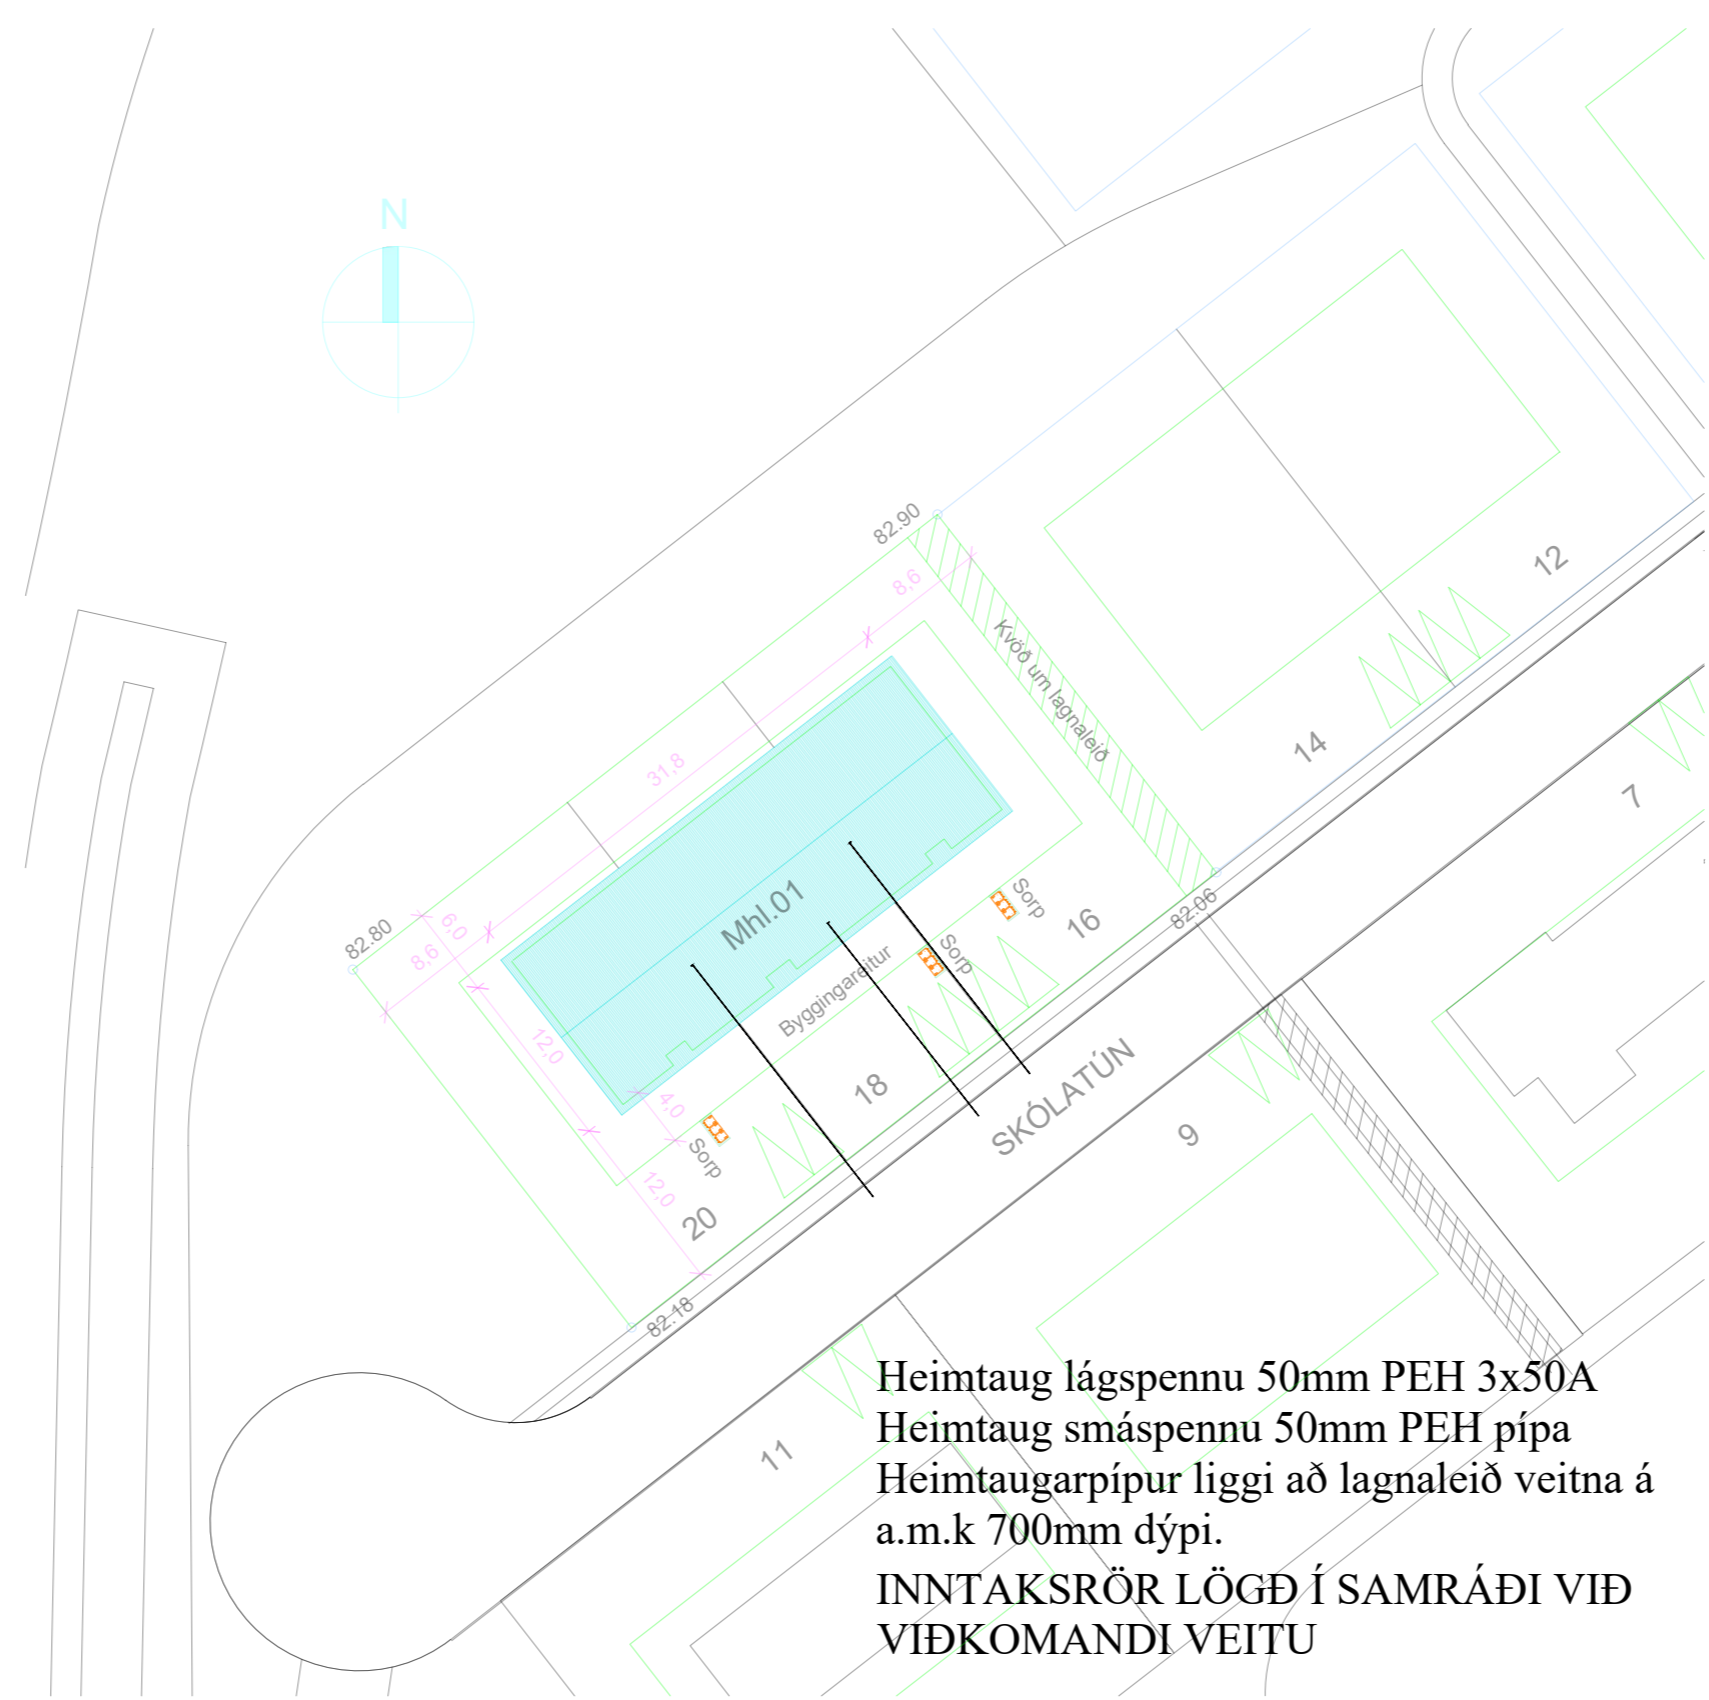 N
82.90
8,6
Kvöð um lagnaleið
12
14
7
31,8
82.80
6,0
8,6
Mhl.01
Sorp
16
82.06
Sorp
Byggingareitur
12,0
18
SKÓLATÚN
4,0
9
Sorp
12,0
20
82.18
11
Heimtaug lágspennu 50mm PEH 3x50A
Heimtaug smáspennu 50mm PEH pípa
Heimtaugarpípur liggi að lagnaleið veitna á
a.m.k 700mm dýpi.
INNTAKSRÖR LÖGÐ Í SAMRÁÐI VIÐ
VIÐKOMANDI VEITU